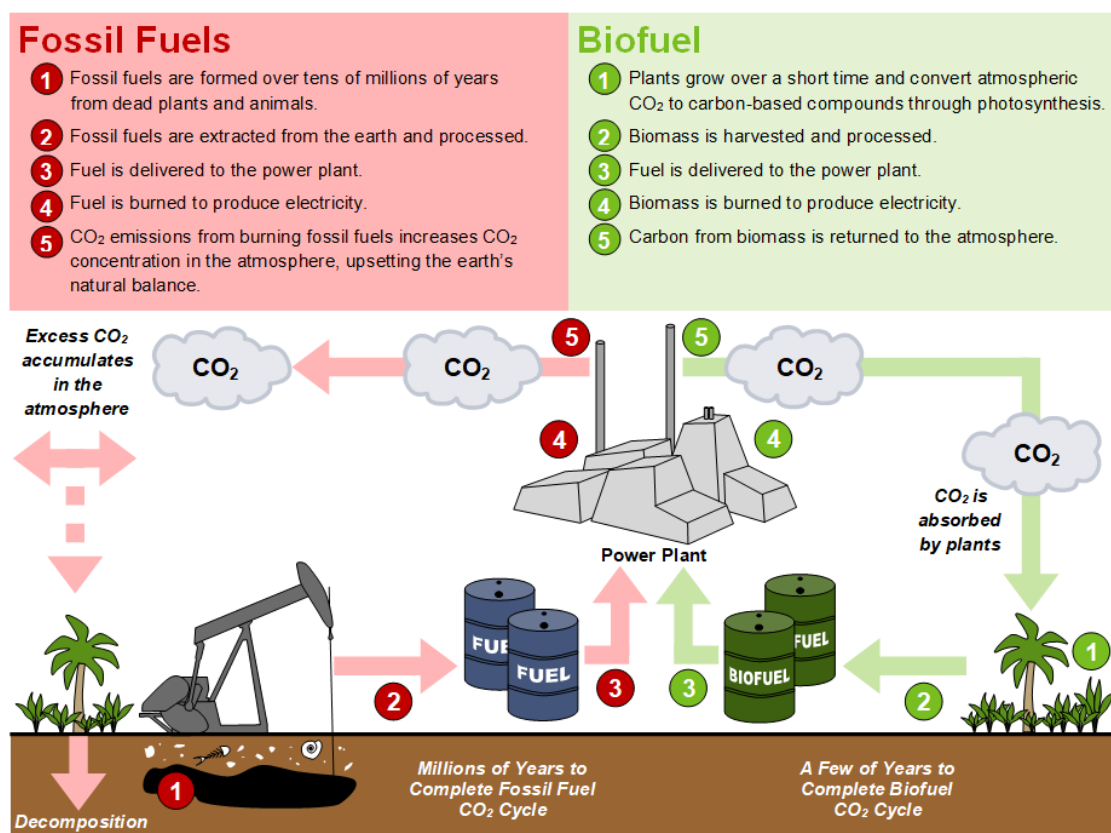 Fossil Fuels
1 Fossil fuels are formed over tens of millions of years
from dead plants and animals.
2 Fossil fuels are extracted from the earth and processed.
3 Fuel is delivered to the power plant.
4 Fuel is burned to produce electricity.
5 CO₂ emissions from burning fossil fuels increases CO₂
concentration in the atmosphere, upsetting the earth's
natural balance.
Biofuel
1 Plants grow over a short time and convert atmospheric
CO₂ to carbon-based compounds through photosynthesis.
2 Biomass is harvested and processed.
3 Fuel is delivered to the power plant.
4 Biomass is burned to produce electricity.
5 Carbon from biomass is returned to the atmosphere.
Excess CO₂
accumulates
in the
atmosphere
CO₂
CO₂
5
5
CO₂
CO₂
4
4
CO₂ is
absorbed
by plants
Power Plant
FUEL
FUEL
FUEL
BIOFUEL
1
2
3
3
2
1
Millions of Years to
Complete Fossil Fuel
CO₂ Cycle
A Few of Years to
Complete Biofuel
CO₂ Cycle
Decomposition